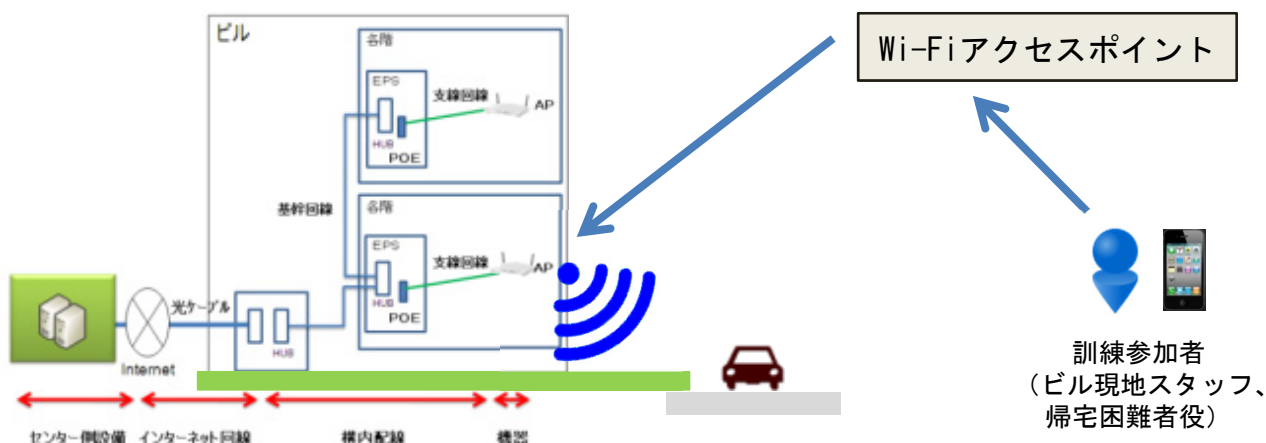 ビル
Wi-Fiアクセスポイント
各階
EPS
支線回線
AP
HUB
POE
基幹回線
各階
EPS
支線回線
AP
HUB
POE
光ケーブル
HUB
Internet
訓練参加者
（ビル現地スタッフ、
帰宅困難者役）
センター側設備
インターネット回線
構内配線
機器